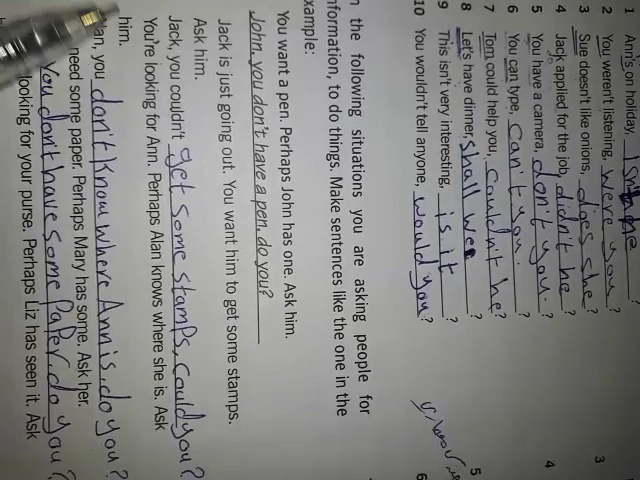 1 Ann's on holiday, isn't she ?
2 You weren't listening, were you ?
3 Sue doesn't like onions, does she ?
4 Jack applied for the job, didn't he ?
5 You have a camera, don't you. ?
6 You can type, can't you. ?
7 Tom could help you, couldn't he ?
8 Let's have dinner, shall we ?
9 This isn't very interesting, is it ?
10 You wouldn't tell anyone, would you ?
3
4
5
6
n the following situations you are asking people for
nformation, to do things. Make sentences like the one in the
xample:
You want a pen. Perhaps John has one. Ask him.
John, you don't have a pen, do you?
Jack is just going out. You want him to get some stamps.
Ask him.
Jack, you couldn't get some stamps, could you?
You're looking for Ann. Perhaps Alan knows where she is. Ask
him.
an, you don't know where Ann is, do you?
need some paper. Perhaps Mary has some. Ask her.
You don't have some paper, do you?
looking for your purse. Perhaps Liz has seen it. Ask